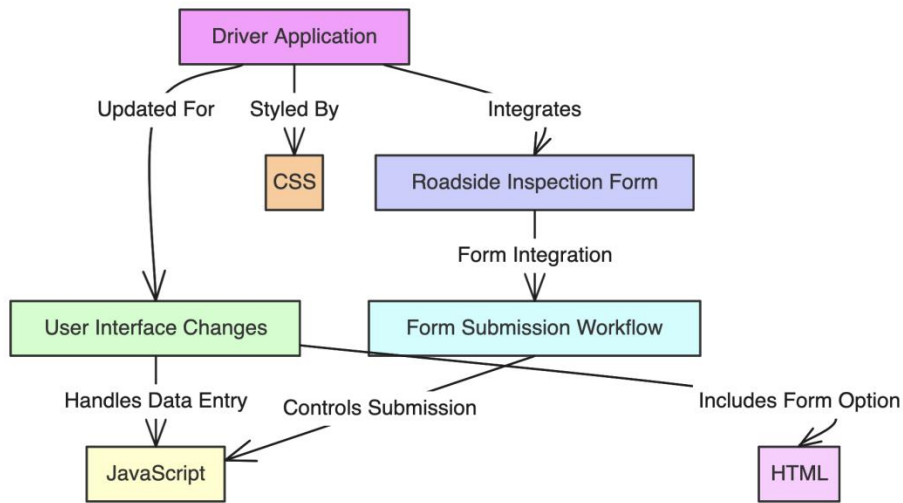 Driver Application
Updated For
Styled By
Integrates
CSS
Roadside Inspection Form
Form Integration
User Interface Changes
Form Submission Workflow
Handles Data Entry
Controls Submission
Includes Form Option
JavaScript
HTML